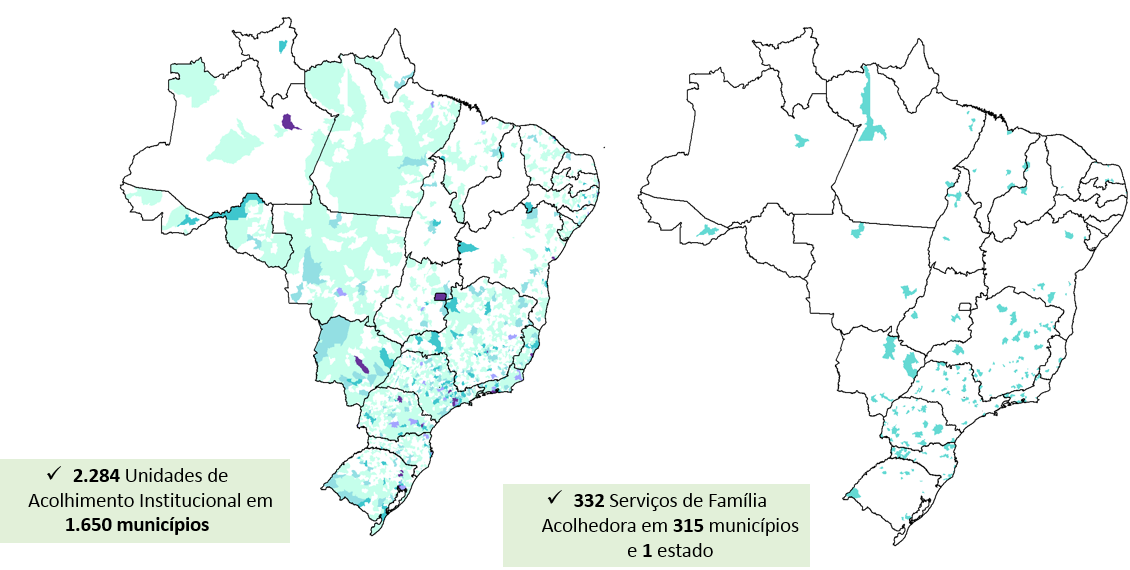 ✓ 2.284 Unidades de
Acolhimento Institucional em
1.650 municípios
✓ 332 Serviços de Família
Acolhedora em 315 municípios
e 1 estado